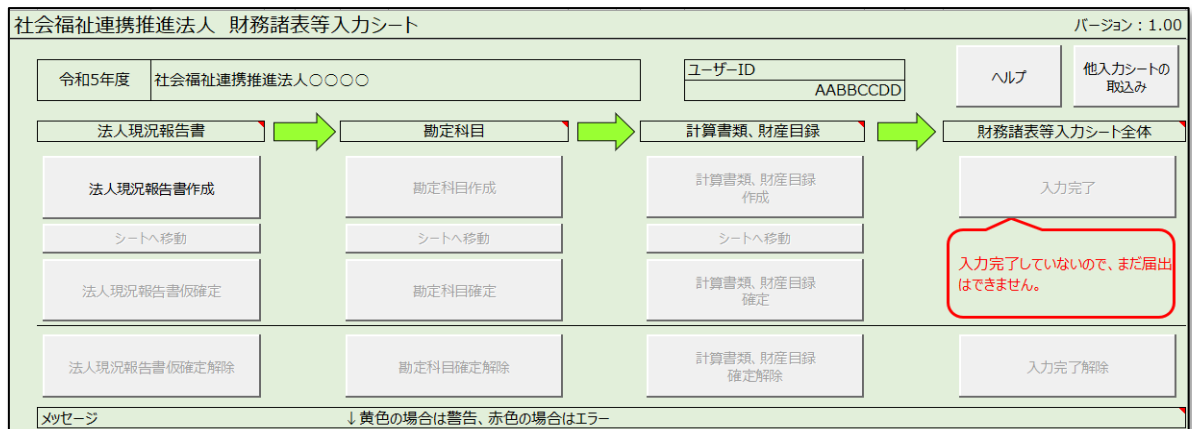 社会福祉連携推進法人 財務諸表等入力シート
バージョン：1.00
令和5年度
社会福祉連携推進法人○○○○
ユーザーID
AABBCCDD
ヘルプ
他入力シートの
取込み
法人現況報告書
勘定科目
計算書類、財産目録
財務諸表等入力シート全体
法人現況報告書作成
勘定科目作成
計算書類、財産目録
作成
入力完了
シートへ移動
シートへ移動
シートへ移動
入力完了していないので、まだ届出
はできません。
法人現況報告書仮確定
勘定科目確定
計算書類、財産目録
確定
法人現況報告書仮確定解除
勘定科目確定解除
計算書類、財産目録
確定解除
入力完了解除
メッセージ
↓黄色の場合は警告、赤色の場合はエラー